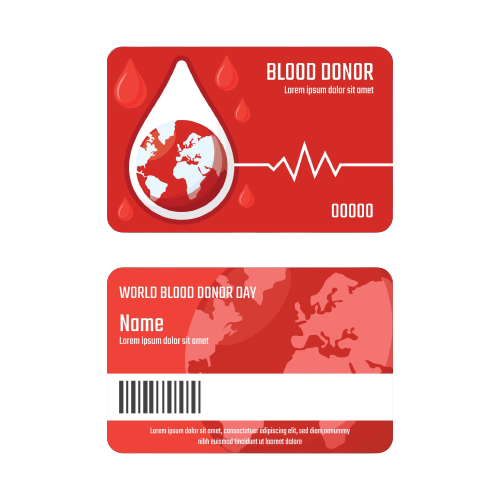 BLOOD DONOR
Lorem ipsum dolor sit amet
00000
WORLD BLOOD DONOR DAY
Name
Lorem ipsum dolor sit amet
Lorem ipsum dolor sit amet, consectetuer adipiscing elit, sed diam nonummy
nibh euismod tincidunt ut laoreet dolore